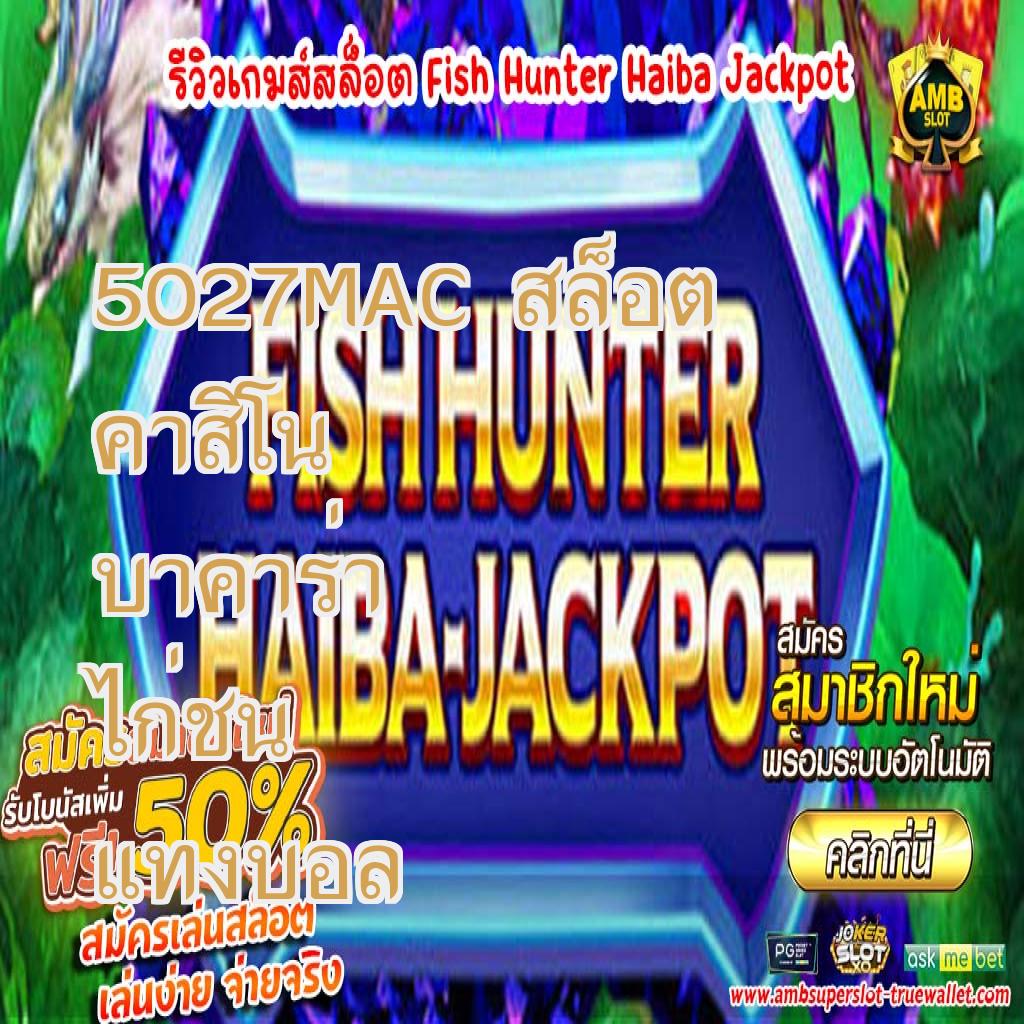 รีวิวเกมส์สล็อต Fish Hunter Haiba Jackpot
AMB
SLOT
5027MAC สล็อต
คาสิโน
บาคาร่า
ไก่ชน
แทงบอล
FISH HUNTER
HAIBA-JACKPOT
สมัคร
สมาชิกใหม่
พร้อมระบบอัตโนมัติ
คลิกที่นี่
รับโบนัสเพิ่ม
ฟรี 50%
สมัครเล่นสล็อต
เล่นง่าย จ่ายจริง
PG
JOKER
SLOT
XO
ask me bet
www.ambsuperslot-truewallet.com